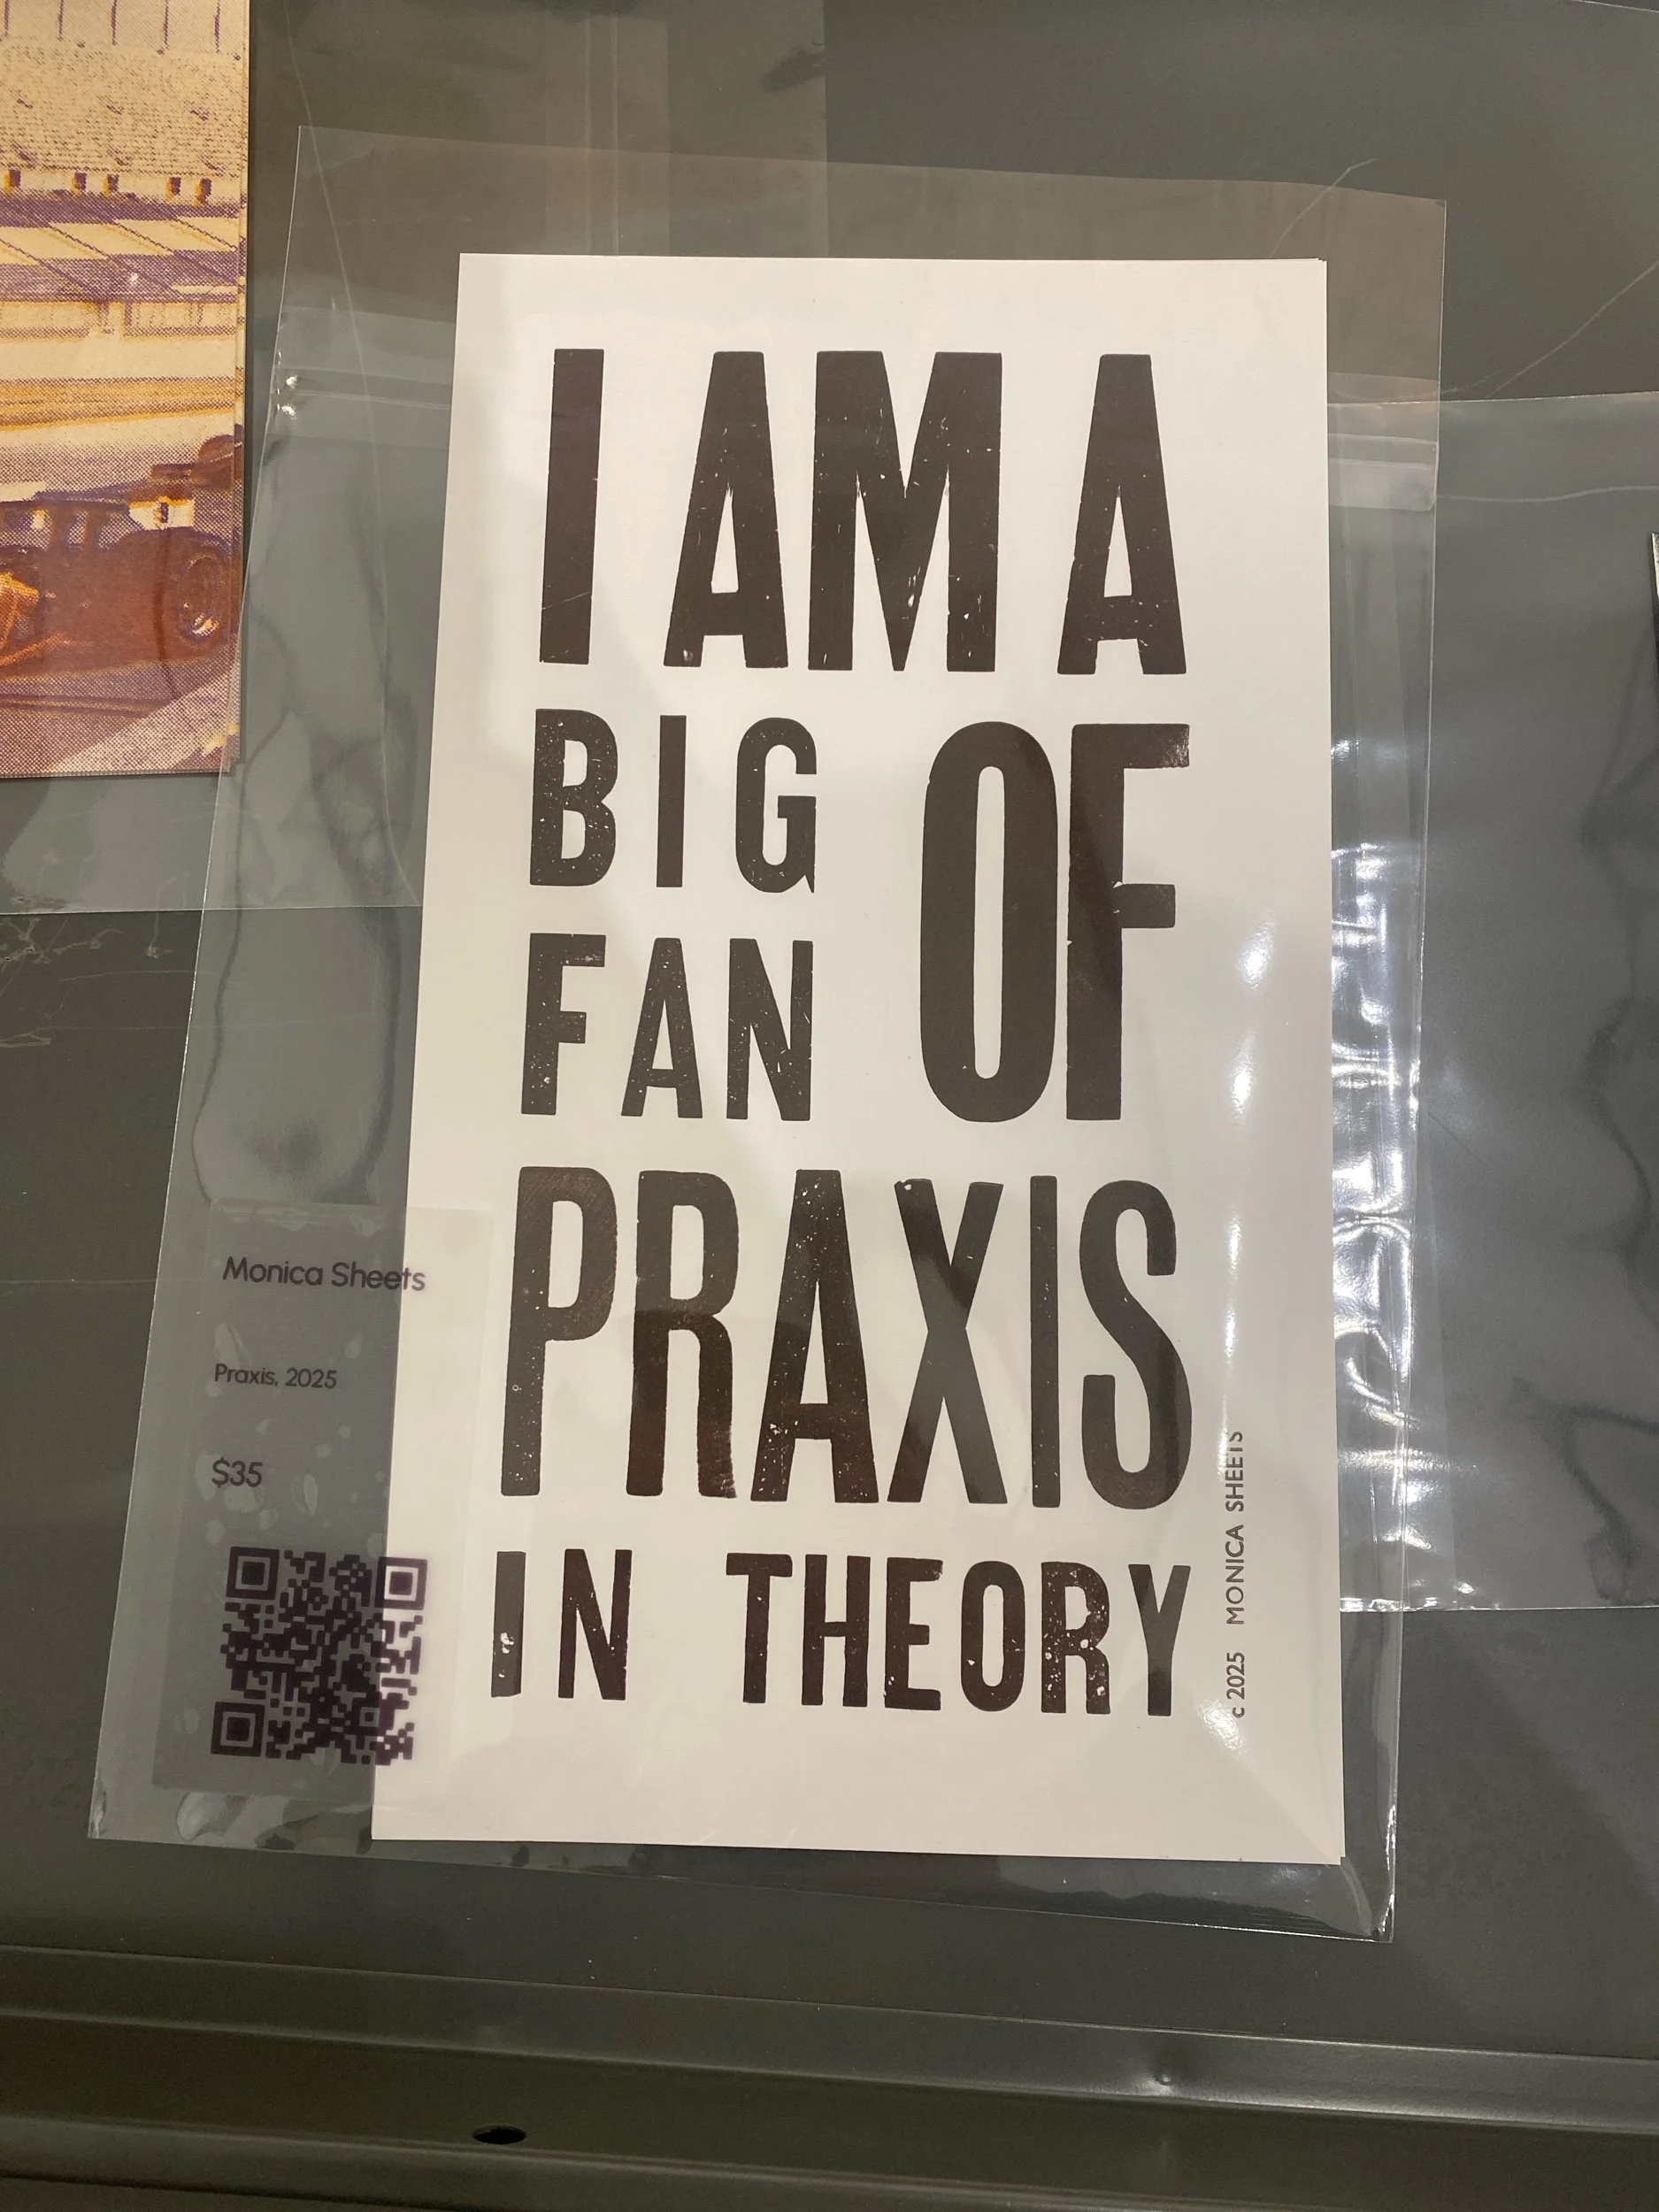 I AM A
BIG
FAN
OF
PRAXIS
IN THEORY
c 2025 MONICA SHEETS
Monica Sheets
Praxis, 2025
$35